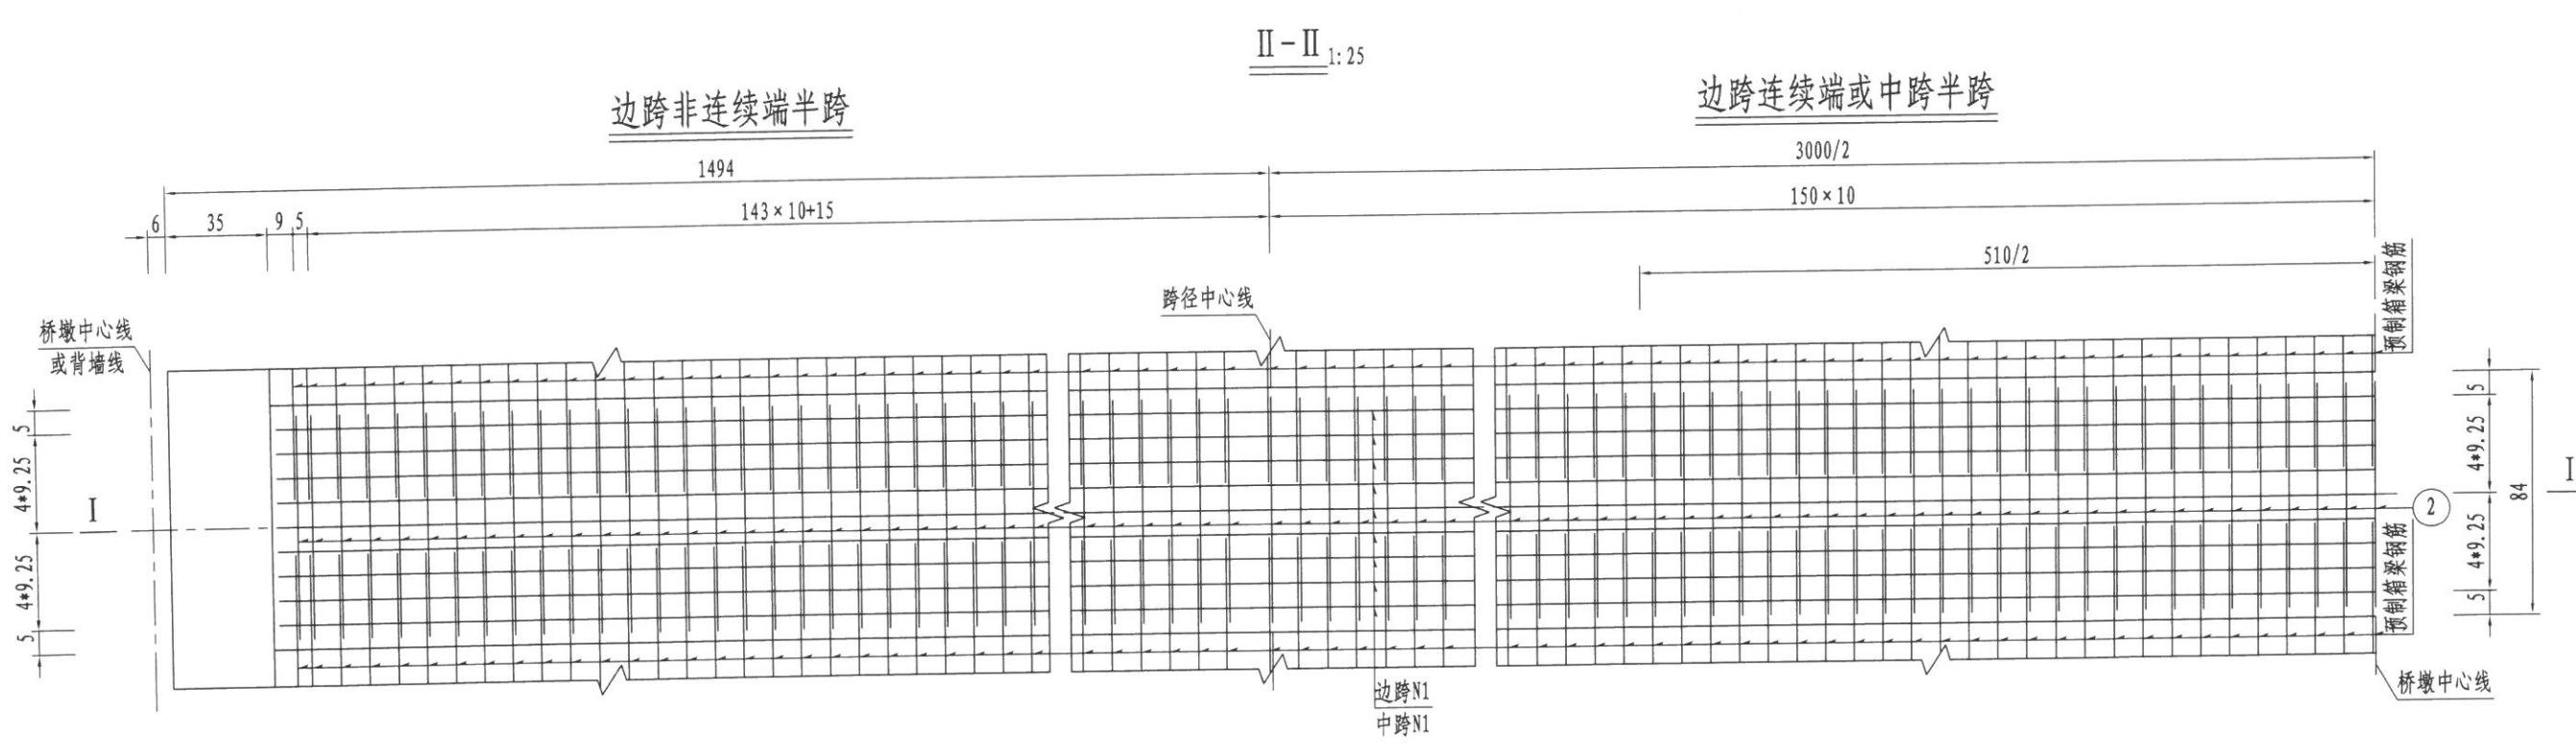 Ⅱ-Ⅱ 1:25
边跨非连续端半跨
边跨连续端或中跨半跨
1494
3000/2
6
35
9
5
143×10+15
150×10
510/2
预制箱梁钢筋
跨径中心线
桥墩中心线
或背墙线
5
4*9.25
4*9.25
5
I
5
4*9.25
4*9.25
5
84
I
2
预制箱梁钢筋
边跨N1
中跨N1
桥墩中心线